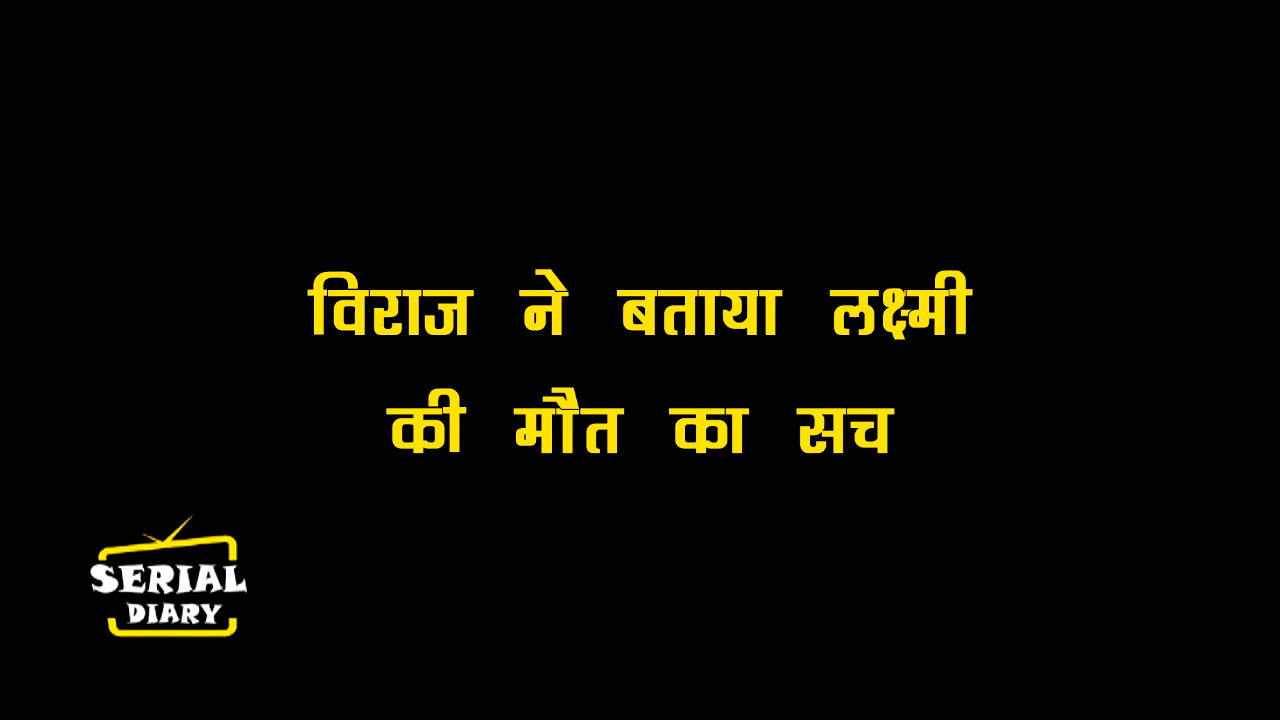 विराज ने बताया लक्ष्मी
की मौत का सच
SERIAL
DIARY